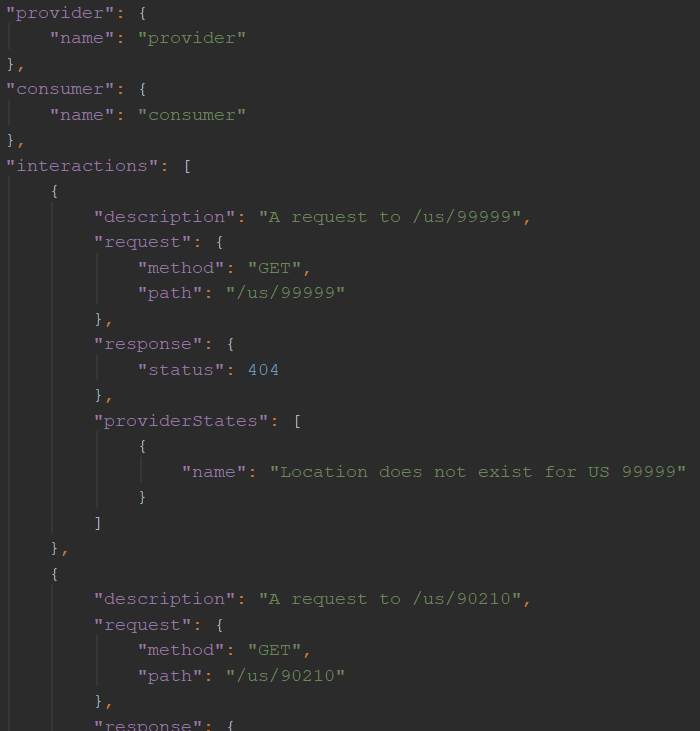 "provider": {
    "name": "provider"
},
"consumer": {
    "name": "consumer"
},
"interactions": [
    {
        "description": "A request to /us/99999",
        "request": {
            "method": "GET",
            "path": "/us/99999"
        },
        "response": {
            "status": 404
        },
        "providerStates": [
            {
                "name": "Location does not exist for US 99999"
            }
        ]
    },
    {
        "description": "A request to /us/90210",
        "request": {
            "method": "GET",
            "path": "/us/90210"
        },
        "response": {